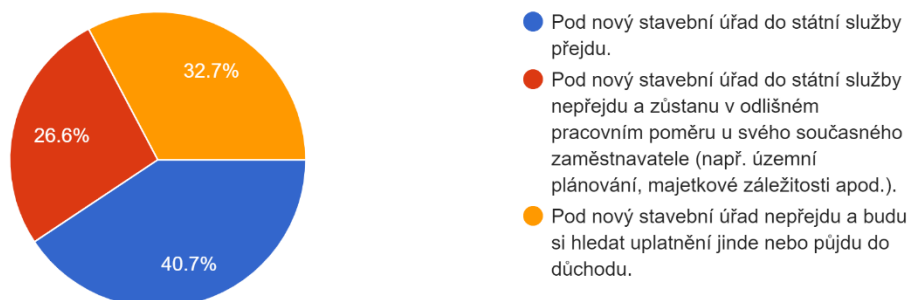 32.7%
26.6%
40.7%
Pod nový stavební úřad do státní služby
přejdu.
Pod nový stavební úřad do státní služby
nepřejdu a zůstanu v odlišném
pracovním poměru u svého současného
zaměstnavatele (např. územní
plánování, majetkové záležitosti apod.).
Pod nový stavební úřad nepřejdu a budu
si hledat uplatnění jinde nebo půjdu do
důchodu.